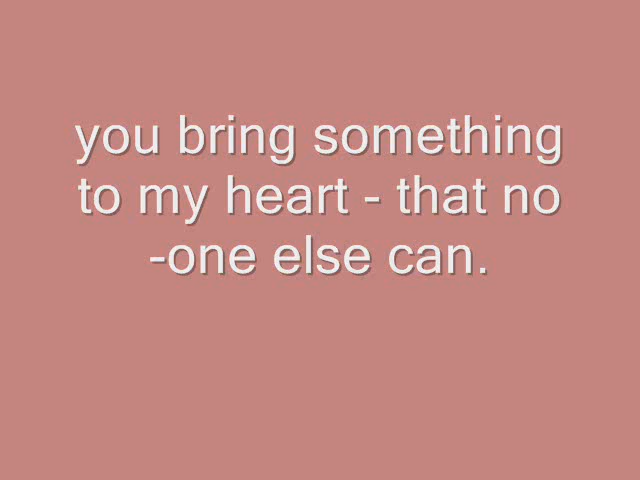 you bring something
to my heart - that no
-one else can.